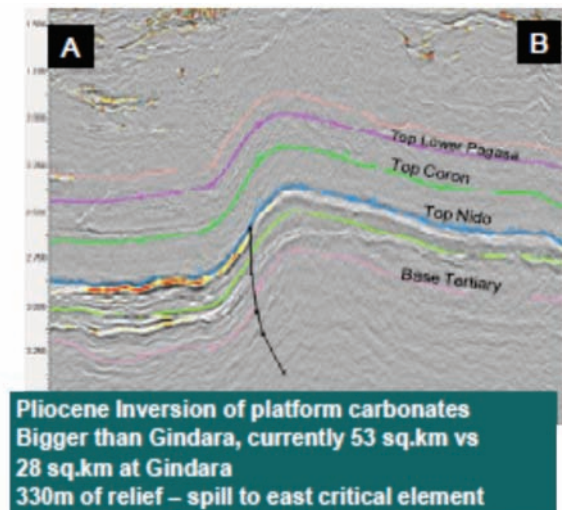 A
B
Top Lower Pagasa
Top Coron
Top Nido
Base Tertiary
Pliocene Inversion of platform carbonates
Bigger than Gindara, currently 53 sq.km vs
28 sq.km at Gindara
330m of relief – spill to east critical element